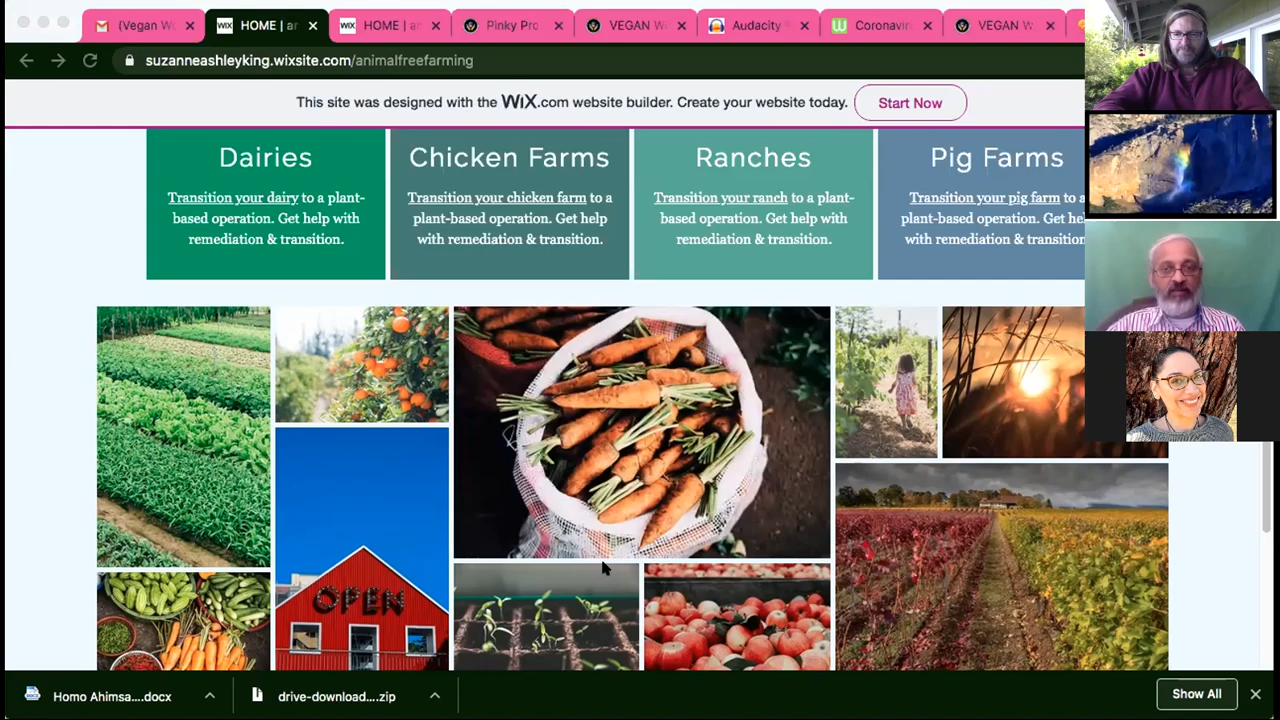 (Vegan Wo
HOME | an
HOME | an
Pinky Pro
VEGAN Wi
Audacity
Coronavir
VEGAN W
suzanneashleyking.wixsite.com/animalfreefarming
This site was designed with the WiX.com website builder. Create your website today.
Start Now
Dairies
Transition your dairy to a plant-
based operation. Get help with
remediation & transition.
Chicken Farms
Transition your chicken farm to a
plant-based operation. Get help
with remediation & transition.
Ranches
Transition your ranch to a plant-
based operation. Get help with
remediation & transition.
Pig Farms
Transition your pig farm to a
plant-based operation. Get he
with remediation & transition
OPEN
Homo Ahimsa....docx
drive-download....zip
Show All